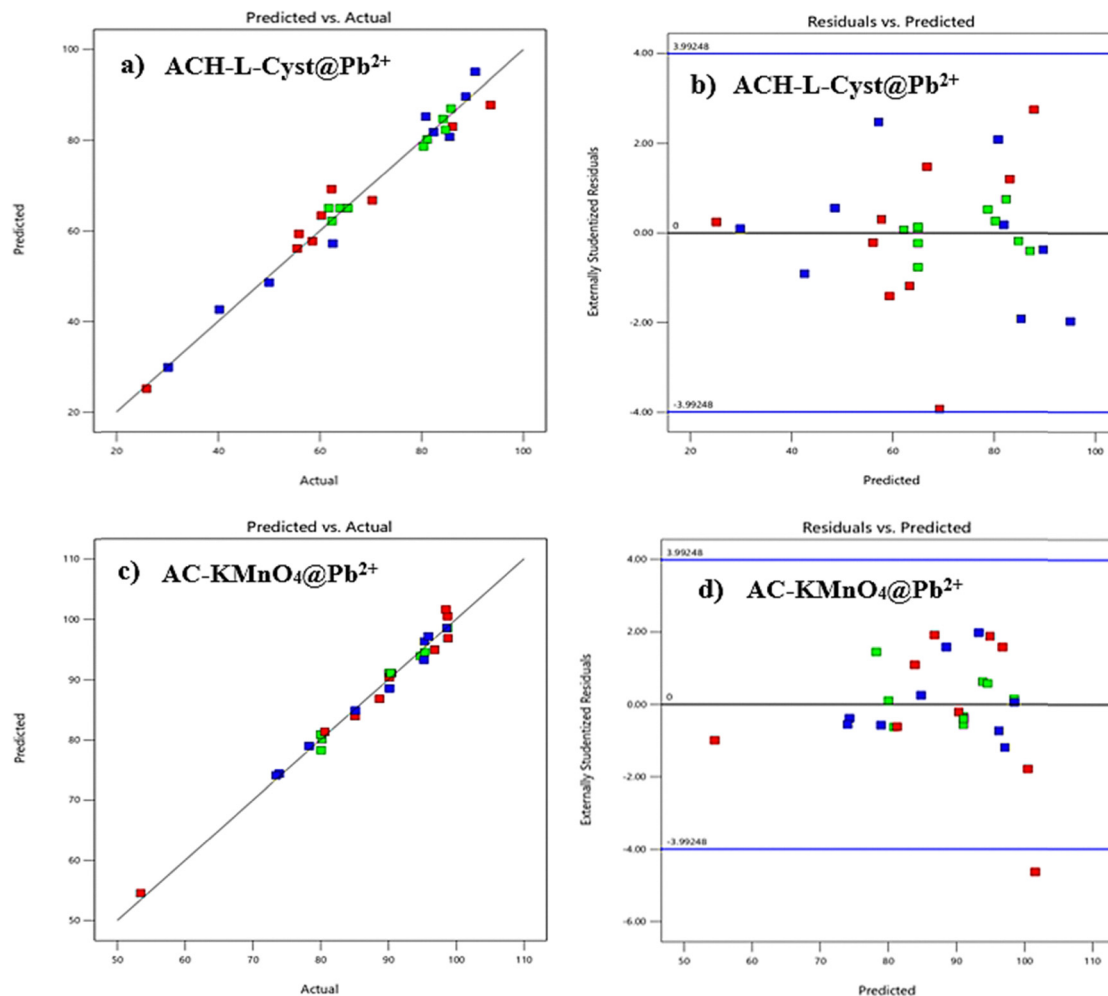 Predicted vs. Actual
a) ACH-L-Cyst@Pb²⁺
100
80
60
40
20
Predicted
20 40 60 80 100
Actual
Residuals vs. Predicted
b) ACH-L-Cyst@Pb²⁺
4.00
2.00
0.00
-2.00
-4.00
3.99248
0
-3.99248
Externally Studentized Residuals
20 40 60 80 100
Predicted
Predicted vs. Actual
c) AC-KMnO₄@Pb²⁺
110
100
90
80
70
60
50
Predicted
50 60 70 80 90 100 110
Actual
Residuals vs. Predicted
d) AC-KMnO₄@Pb²⁺
4.00
2.00
0.00
-2.00
-4.00
-6.00
3.99248
0
-3.99248
Externally Studentized Residuals
50 60 70 80 90 100 110
Predicted